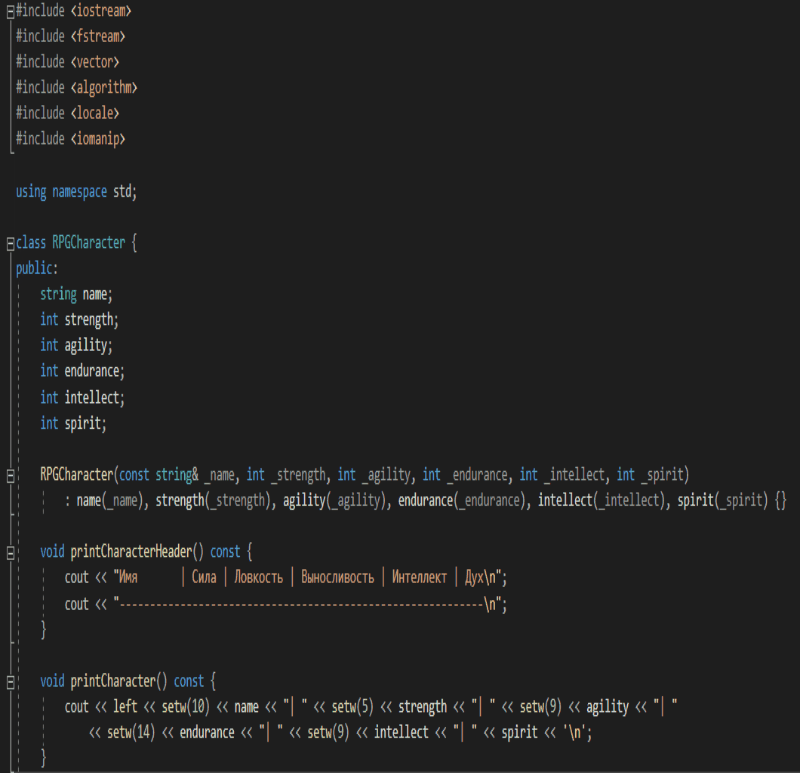 #include <iostream>
#include <fstream>
#include <vector>
#include <algorithm>
#include <locale>
#include <iomanip>
using namespace std;
class RPGCharacter {
public:
string name;
int strength;
int agility;
int endurance;
int intellect;
int spirit;
RPGCharacter(const string& _name, int _strength, int _agility, int _endurance, int _intellect, int _spirit)
: name(_name), strength(_strength), agility(_agility), endurance(_endurance), intellect(_intellect), spirit(_spirit) {}
void printCharacterHeader() const {
cout << "Имя       | Сила | Ловкость | Выносливость | Интеллект | Дух\n";
cout << "------------------------------------------------------------\n";
}
void printCharacter() const {
cout << left << setw(10) << name << "| " << setw(5) << strength << "| " << setw(9) << agility << "| "
<< setw(14) << endurance << "| " << setw(9) << intellect << "| " << spirit << '\n';
}